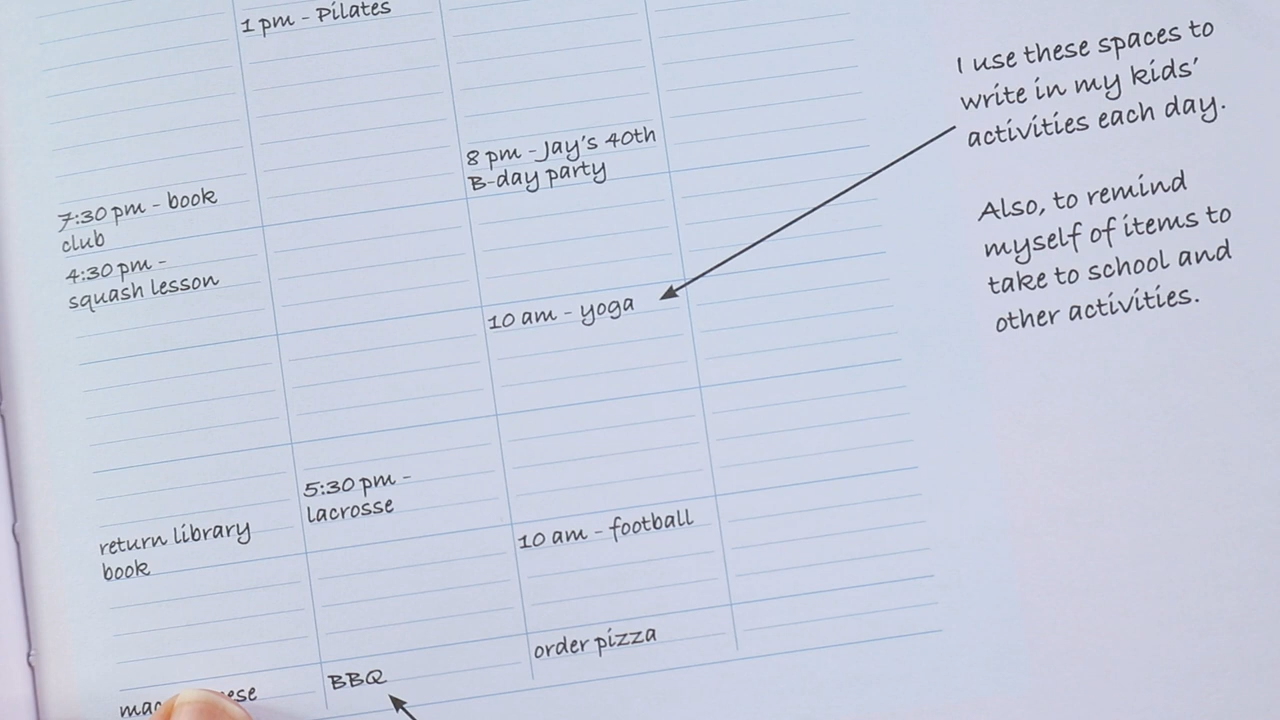 1 pm - Pilates
8 pm - Jay's 40th
B-day party
7:30 pm - book
club
4:30 pm -
squash lesson
10 am - yoga
5:30 pm -
lacrosse
return library
book
10 am - football
order pizza
BBQ
I use these spaces to
write in my kids'
activities each day.
Also, to remind
myself of items to
take to school and
other activities.